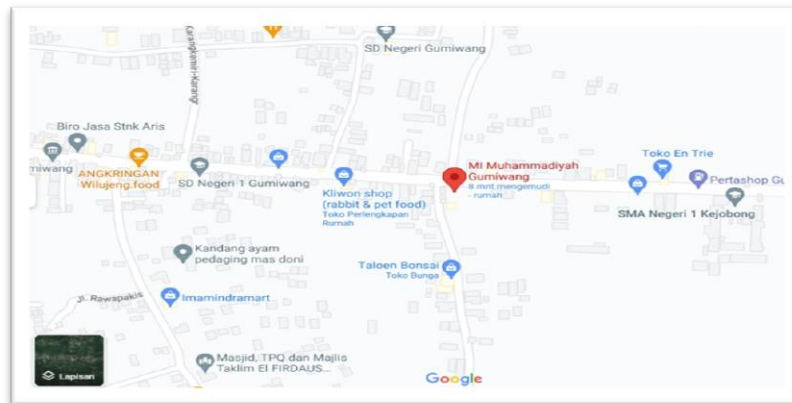 SD Negeri Gumiwang
Biro Jasa Stnk Aris
miwang
ANGKRINGAN
Wilujeng.food
SD Negeri 1 Gumiwang
Kliwon shop
(rabbit & pet food)
Toko Perlengkapan
Rumah
MI Muhammadiyah
Gumiwang
8 mnt mengemudi
- rumah
Toko En Trie
Pertashop Gu
SMA Negeri 1 Kejobong
Kandang ayam
pedaging mas doni
Taloen Bonsai
Toko Bunga
Jl. Rawapakis
Imamindramart
Masjid, TPQ dan Majlis
Taklim El FIRDAUS...
Lapisan
Google